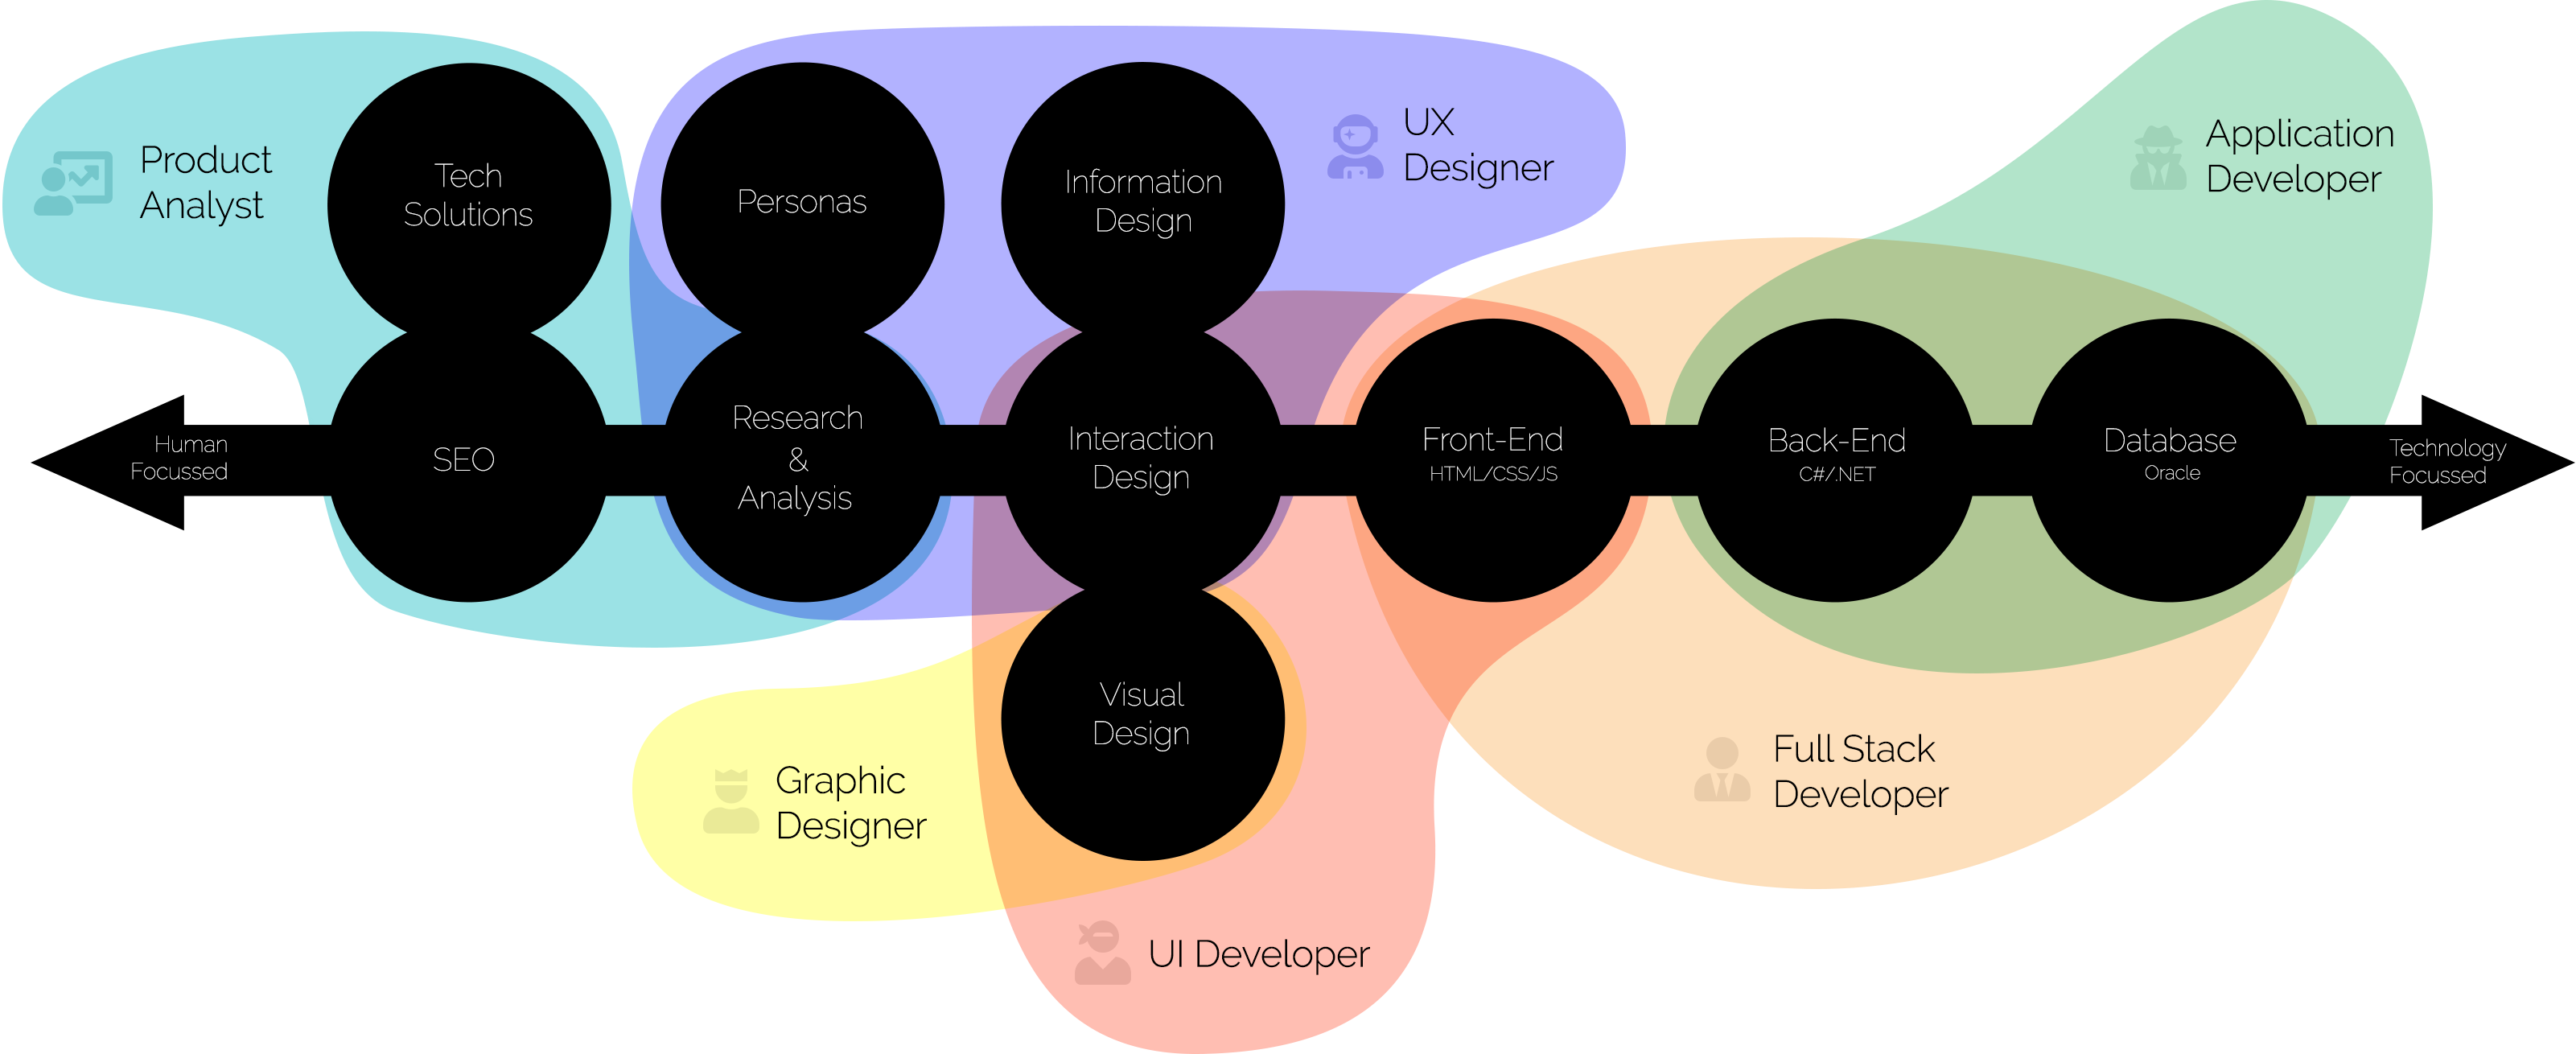 Product
Analyst
Tech
Solutions
Personas
Information
Design
UX
Designer
Application
Developer
Human
Focussed
SEO
Research
&
Analysis
Interaction
Design
Front-End
HTML/CSS/JS
Back-End
C#/.NET
Database
Oracle
Technology
Focussed
Visual
Design
Graphic
Designer
Full Stack
Developer
UI Developer